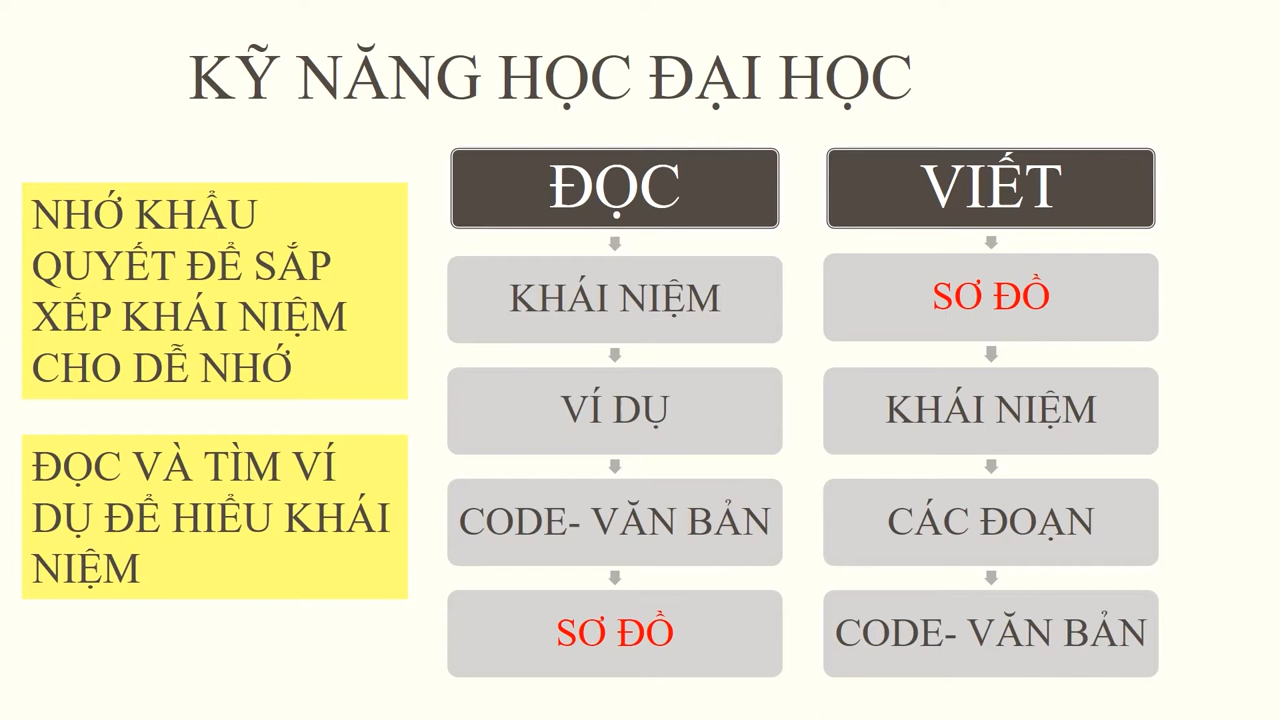 KỸ NĂNG HỌC ĐẠI HỌC
NHỚ KHẨU
QUYẾT ĐỂ SẮP
XẾP KHÁI NIỆM
CHO DỄ NHỚ
ĐỌC VÀ TÌM VÍ
DỤ ĐỂ HIỂU KHÁI
NIỆM
ĐỌC
KHÁI NIỆM
VÍ DỤ
CODE- VĂN BẢN
SƠ ĐỒ
VIẾT
SƠ ĐỒ
KHÁI NIỆM
CÁC ĐOẠN
CODE- VĂN BẢN